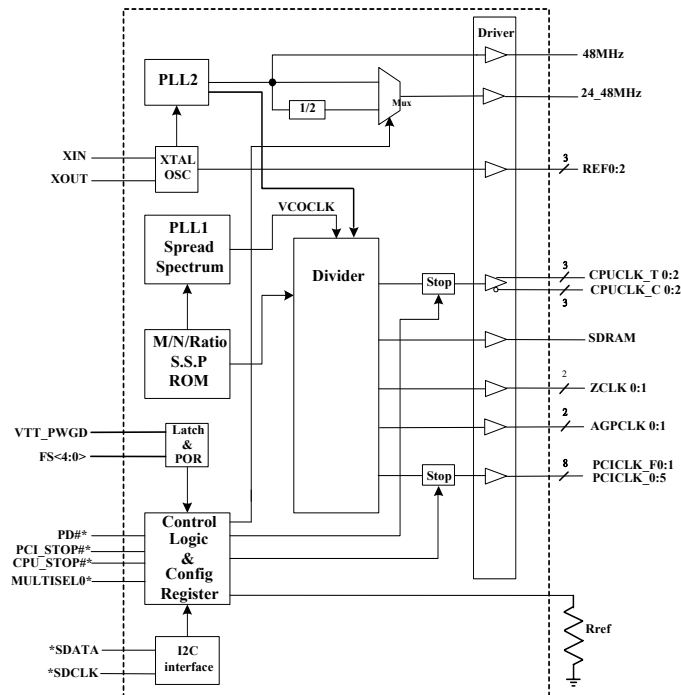 Driver
48MHz
PLL2
24_48MHz
1/2
Mux
XIN
XOUT
XTAL
OSC
3
REF0:2
VCOCLK
PLL1
Spread
Spectrum
Divider
3
CPUCLK_T 0:2
Stop
CPUCLK_C 0:2
3
M/N/Ratio
S.S.P
ROM
SDRAM
2
ZCLK 0:1
VTT_PWGD
FS<4:0>
Latch
&
POR
2
AGPCLK 0:1
Stop
8
PCICLK_F0:1
PCICLK_0:5
PD#*
PCI_STOP#*
CPU_STOP#*
MULTISEL0*
Control
Logic
&
Config
Register
Rref
*SDATA
*SDCLK
I2C
interface